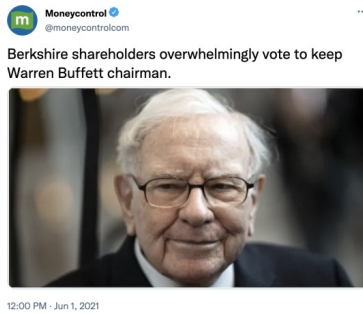 m
Moneycontrol
@moneycontrolcom
Berkshire shareholders overwhelmingly vote to keep
Warren Buffett chairman.
12:00 PM · Jun 1, 2021